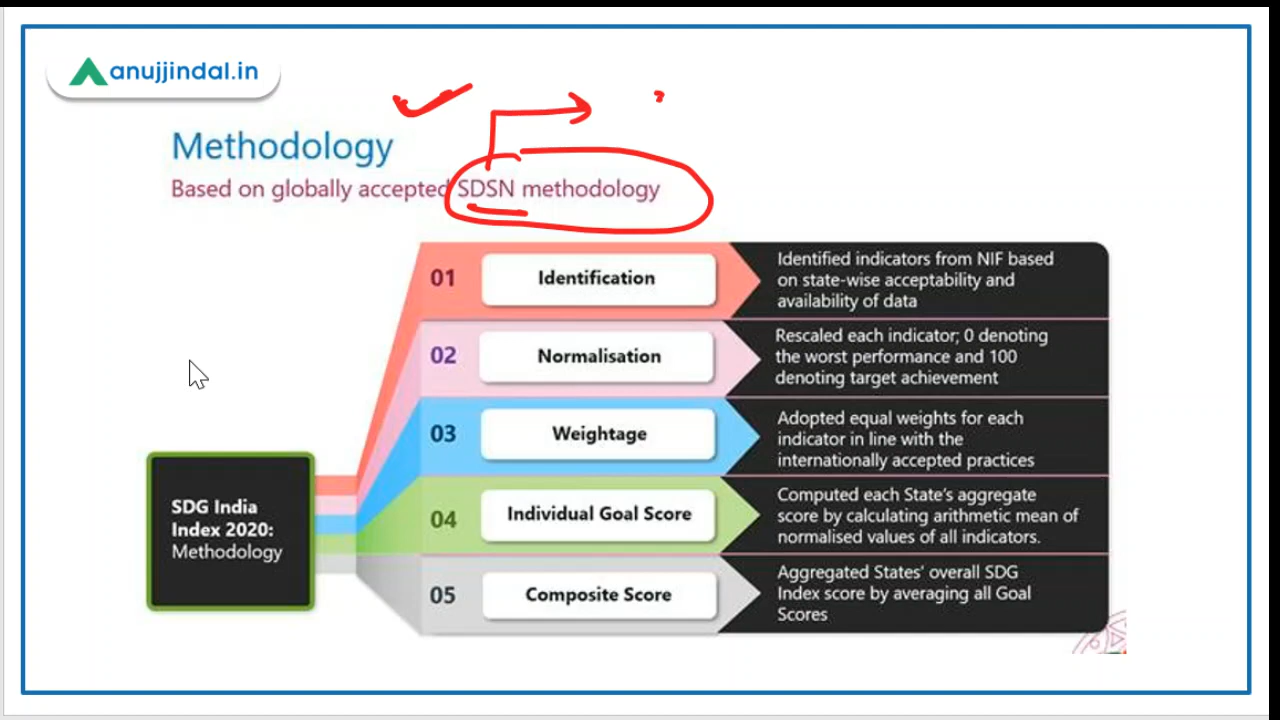 anujjindal.in
Methodology
Based on globally accepted SDSN methodology
01
Identification
Identified indicators from NIF based
on state-wise acceptability and
availability of data
02
Normalisation
Rescaled each indicator; 0 denoting
the worst performance and 100
denoting target achievement
03
Weightage
Adopted equal weights for each
indicator in line with the
internationally accepted practices
04
Individual Goal Score
Computed each State's aggregate
score by calculating arithmetic mean of
normalised values of all indicators.
05
Composite Score
Aggregated States' overall SDG
Index score by averaging all Goal
Scores
SDG India
Index 2020:
Methodology